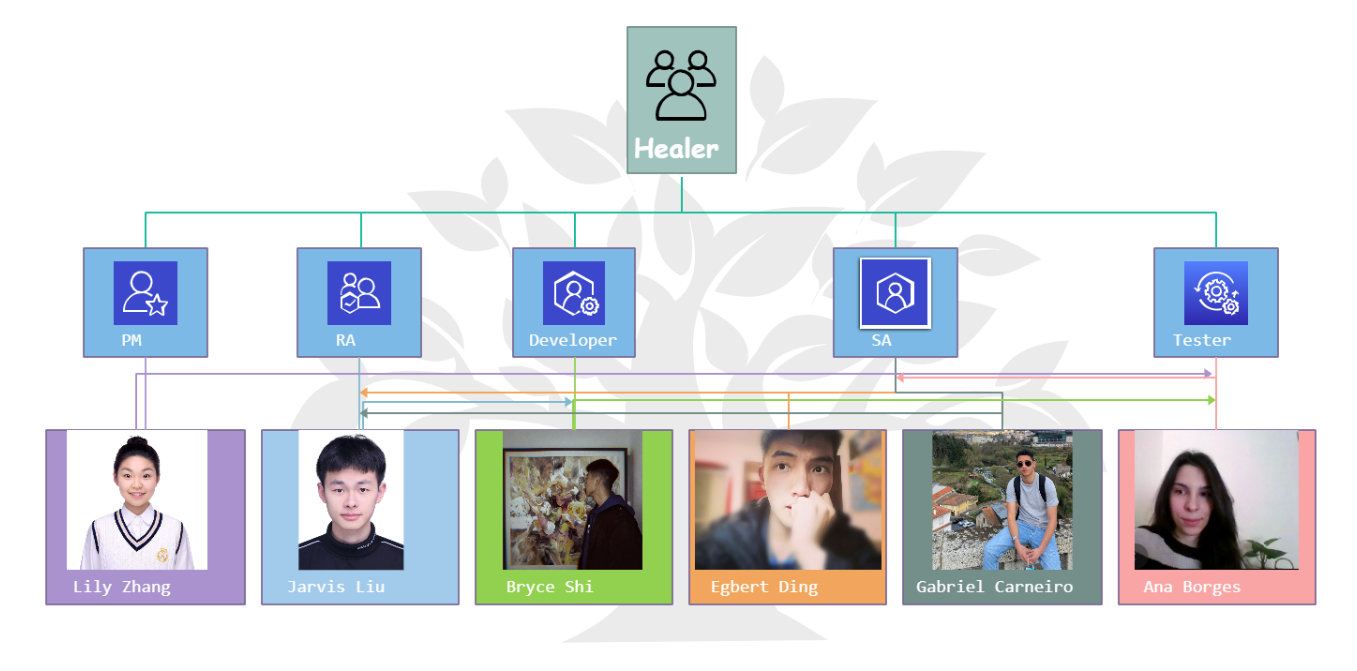 Healer
PM
RA
Developer
SA
Tester
Lily Zhang
Jarvis Liu
Bryce Shi
Egbert Ding
Gabriel Carneiro
Ana Borges